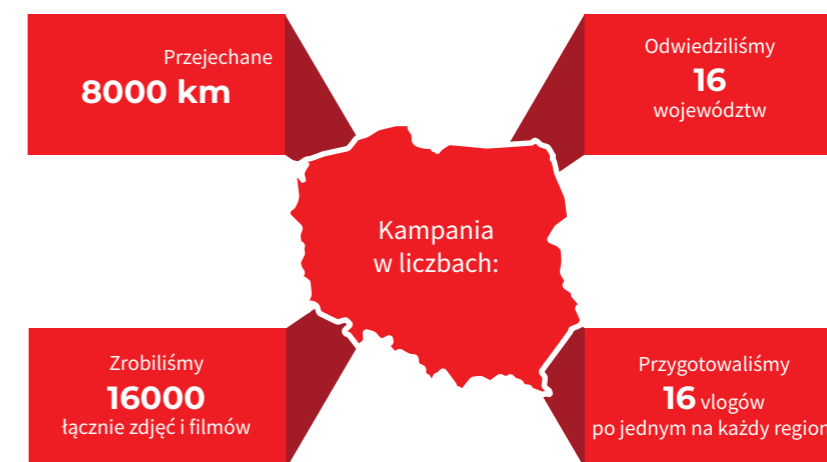 Przejechane
8000 km
Odwiedziliśmy
16
województw
Kampania
w liczbach:
Zrobiliśmy
16000
łącznie zdjęć i filmów
Przygotowaliśmy
16 vlogów
po jednym na każdy region